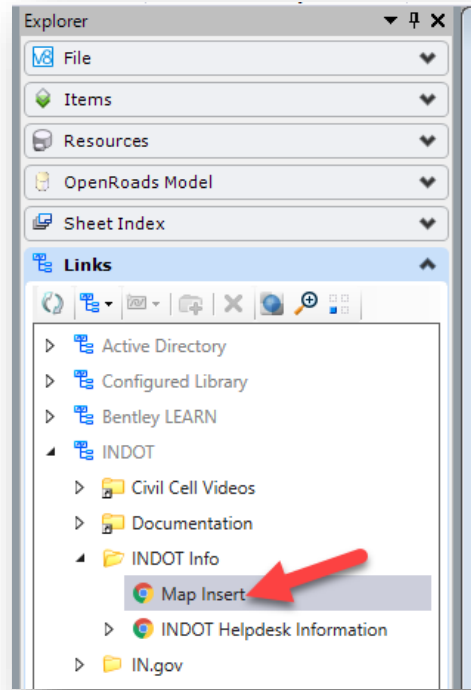 Explorer
V8 File
Items
Resources
OpenRoads Model
Sheet Index
Links
Active Directory
Configured Library
Bentley LEARN
INDOT
Civil Cell Videos
Documentation
INDOT Info
Map Insert
INDOT Helpdesk Information
IN.gov